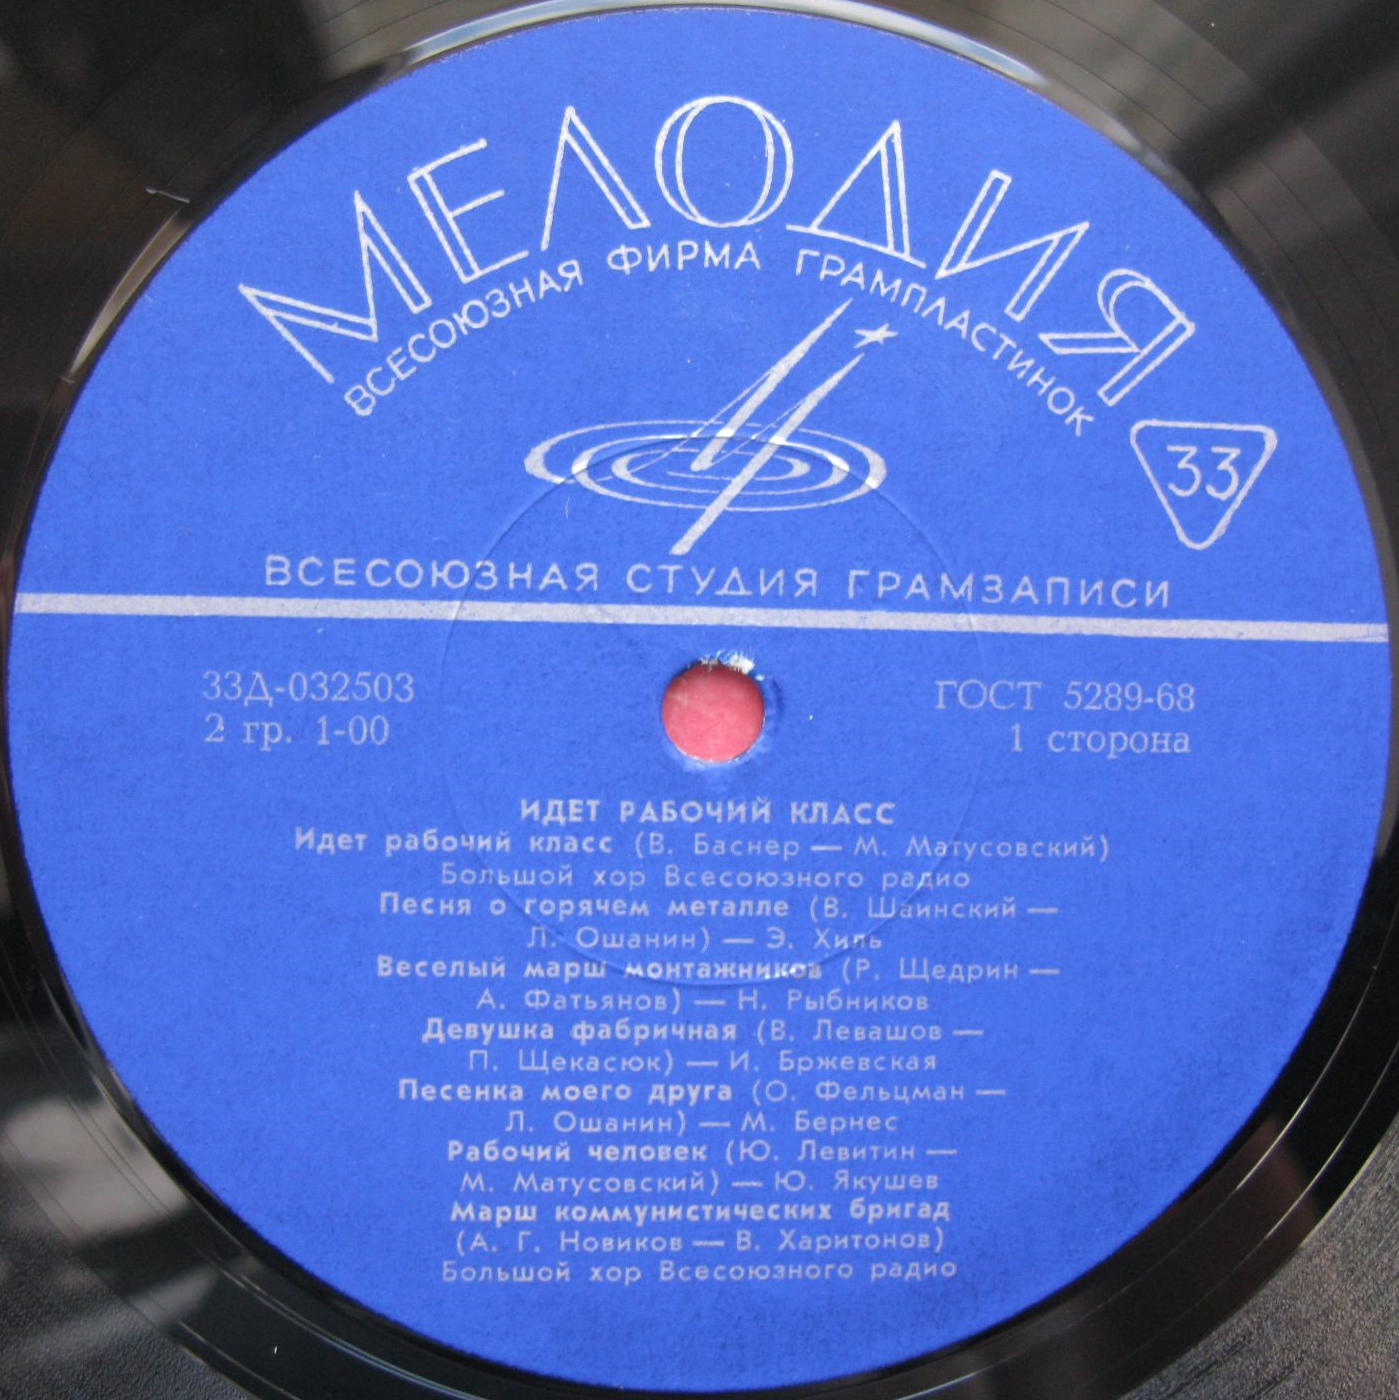 МЕЛОДИЯ
ВСЕСОЮЗНАЯ ФИРМА ГРАМПЛАСТИНОК
33
ВСЕСОЮЗНАЯ СТУДИЯ ГРАМЗАПИСИ
33Д-032503
2 гр. 1-00
ГОСТ 5289-68
1 сторона
ИДЕТ РАБОЧИЙ КЛАСС
Идет рабочий класс (В. Баснер — М. Матусовский)
Большой хор Всесоюзного радио
Песня о горячем металле (В. Шаинский —
Л. Ошанин) — Э. Хиль
Веселый марш монтажников (Р. Щедрин —
А. Фатьянов) — Н. Рыбников
Девушка фабричная (В. Левашов —
П. Щекасюк) — И. Бржевская
Песенка моего друга (О. Фельцман —
Л. Ошанин) — М. Бернес
Рабочий человек (Ю. Левитин —
М. Матусовский) — Ю. Якушев
Марш коммунистических бригад
(А. Г. Новиков — В. Харитонов)
Большой хор Всесоюзного радио